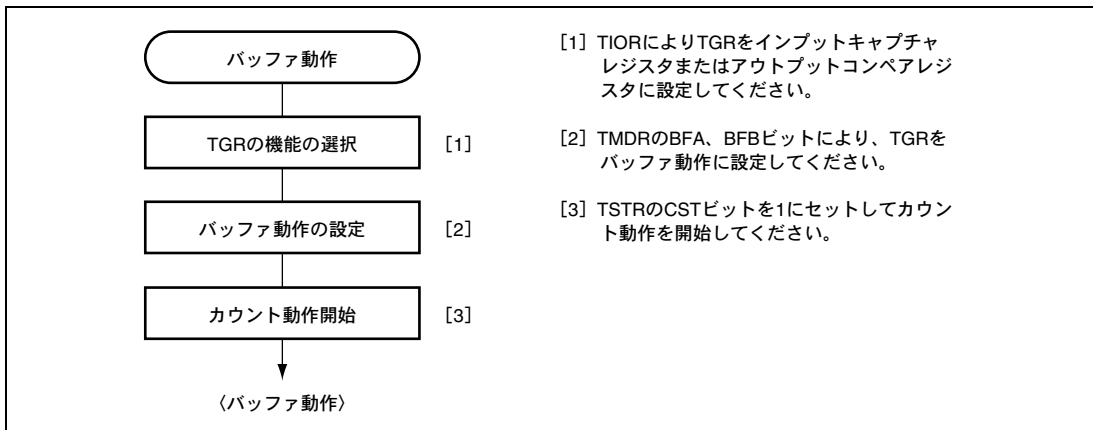 バッファ動作
TGRの機能の選択 [1]
バッファ動作の設定 [2]
カウント動作開始 [3]
〈バッファ動作〉
[1] TIORによりTGRをインプットキャプチャ
レジスタまたはアウトプットコンペアレジ
スタに設定してください。
[2] TMDRのBFA、BFBビットにより、TGRを
バッファ動作に設定してください。
[3] TSTRのCSTビットを1にセットしてカウン
ト動作を開始してください。